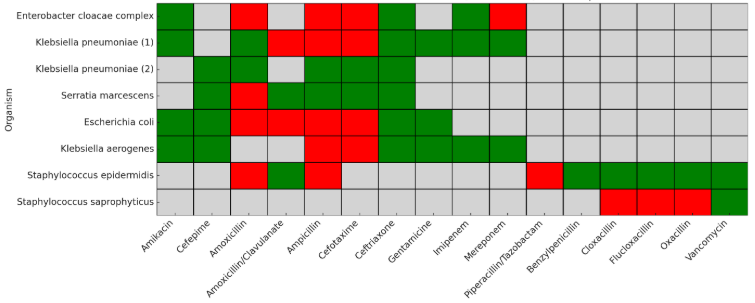 Organism
Enterobacter cloacae complex
Klebsiella pneumoniae (1)
Klebsiella pneumoniae (2)
Serratia marcescens
Escherichia coli
Klebsiella aerogenes
Staphylococcus epidermidis
Staphylococcus saprophyticus
Amikacin
Cefepime
Amoxicillin
Amoxicillin/Clavulanate
Ampicillin
Cefotaxime
Ceftriaxone
Gentamicine
Imipenem
Mereponem
Piperacillin/Tazobactam
Benzylpenicillin
Cloxacillin
Flucloxacillin
Oxacillin
Vancomycin